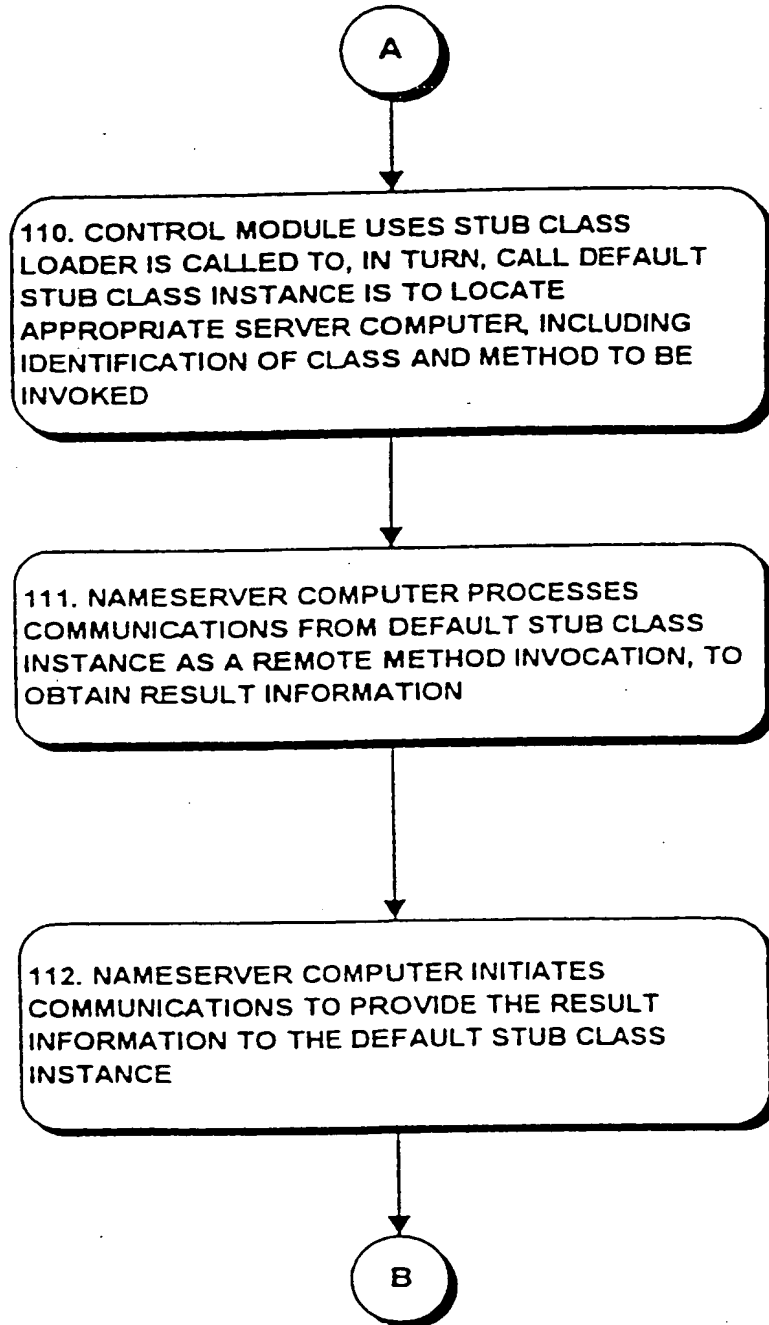 A
110. CONTROL MODULE USES STUB CLASS
LOADER IS CALLED TO, IN TURN, CALL DEFAULT
STUB CLASS INSTANCE IS TO LOCATE
APPROPRIATE SERVER COMPUTER, INCLUDING
IDENTIFICATION OF CLASS AND METHOD TO BE
INVOKED
111. NAMESERVER COMPUTER PROCESSES
COMMUNICATIONS FROM DEFAULT STUB CLASS
INSTANCE AS A REMOTE METHOD INVOCATION, TO
OBTAIN RESULT INFORMATION
112. NAMESERVER COMPUTER INITIATES
COMMUNICATIONS TO PROVIDE THE RESULT
INFORMATION TO THE DEFAULT STUB CLASS
INSTANCE
B